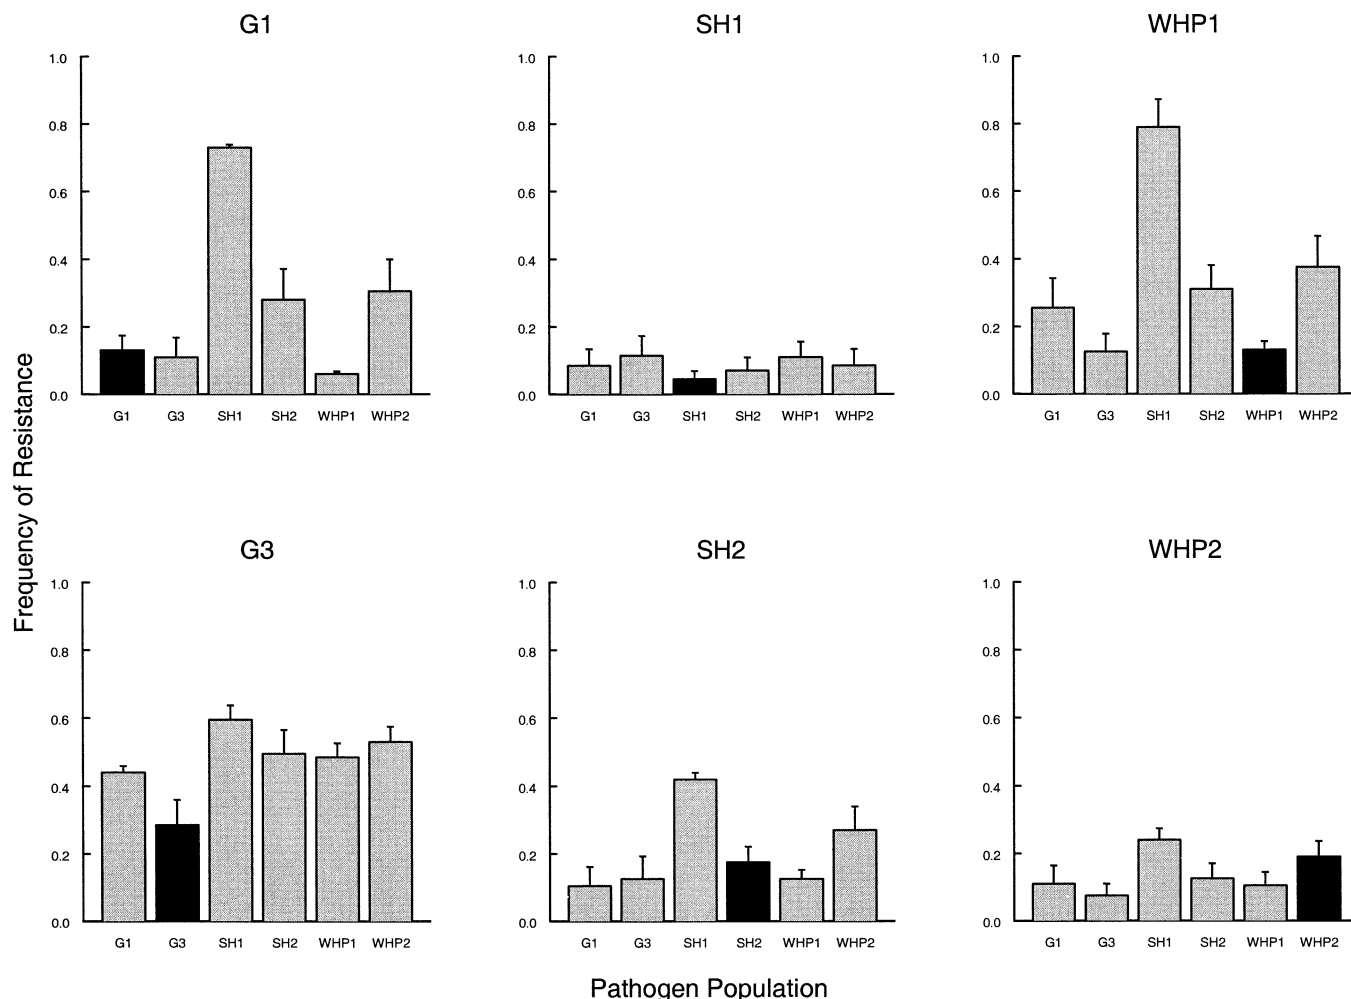 G1 SH1 WHP1
1.0 1.0 1.0
0.8 0.8 0.8
0.6 0.6 0.6
0.4 0.4 0.4
0.2 0.2 0.2
0.0 0.0 0.0
G1 G3 SH1 SH2 WHP1 WHP2 G1 G3 SH1 SH2 WHP1 WHP2 G1 G3 SH1 SH2 WHP1 WHP2
Frequency of Resistance
G3 SH2 WHP2
1.0 1.0 1.0
0.8 0.8 0.8
0.6 0.6 0.6
0.4 0.4 0.4
0.2 0.2 0.2
0.0 0.0 0.0
G1 G3 SH1 SH2 WHP1 WHP2 G1 G3 SH1 SH2 WHP1 WHP2 G1 G3 SH1 SH2 WHP1 WHP2
Pathogen Population